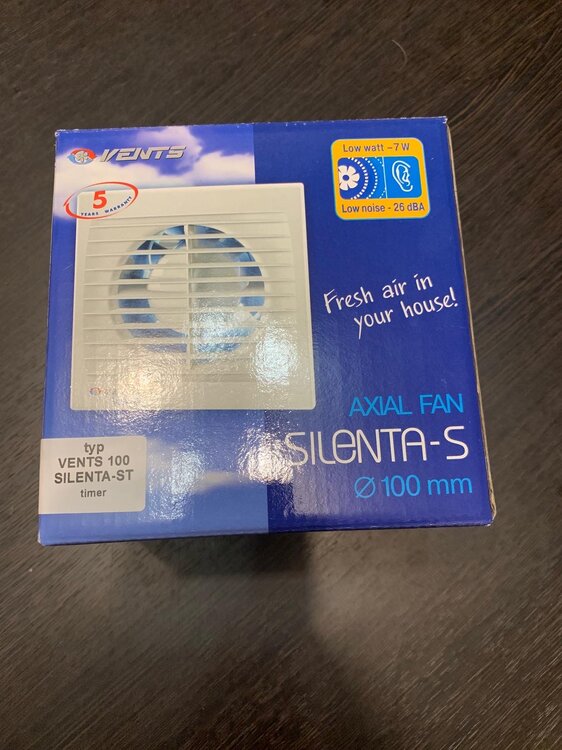 VENTS
5
YEARS WARRANTY
Low watt – 7 W
Low noise - 26 dBA
Fresh air in
your house!
AXIAL FAN
SILENTA-S
Ø 100 mm
typ
VENTS 100
SILENTA-ST
timer